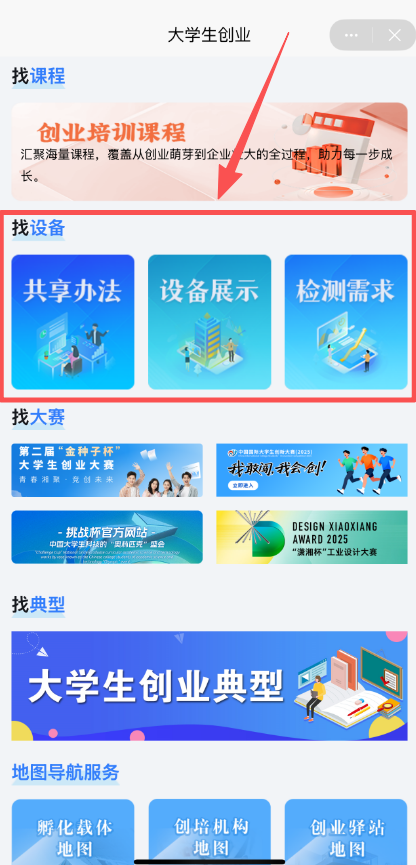 大学生创业
找课程
创业培训课程
汇聚海量课程，覆盖从创业萌芽到企业壮大的全过程，助力每一步成
长。
找设备
共享办法
设备展示
检测需求
找大赛
第二届“金种子杯”
大学生创业大赛
青春湘聚·竞创未来
中国国际大学生创新大赛(2025)
我敢闯，我会创!
立即进入
- 挑战杯官方网站 -
中国大学生科技的“奥林匹克”盛会
DESIGN XIAOXIANG
AWARD 2025
“潇湘杯”工业设计大赛
找典型
大学生创业典型
地图导航服务
孵化载体
地图
创培机构
地图
创业驿站
地图